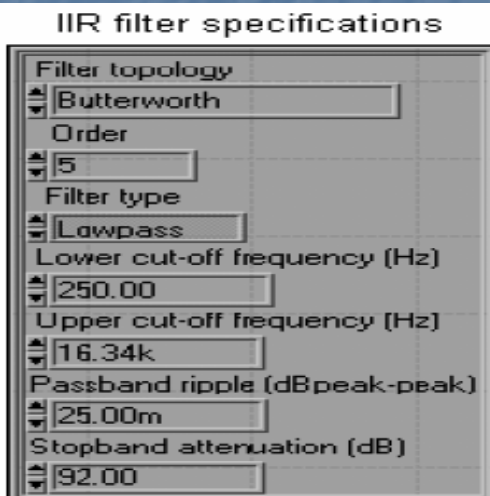 IIR filter specifications
Filter topology
Butterworth
Order
5
Filter type
Lowpass
Lower cut-off frequency (Hz)
250.00
Upper cut-off frequency (Hz)
16.34k
Passband ripple (dBpeak-peak)
25.00m
Stopband attenuation (dB)
92.00